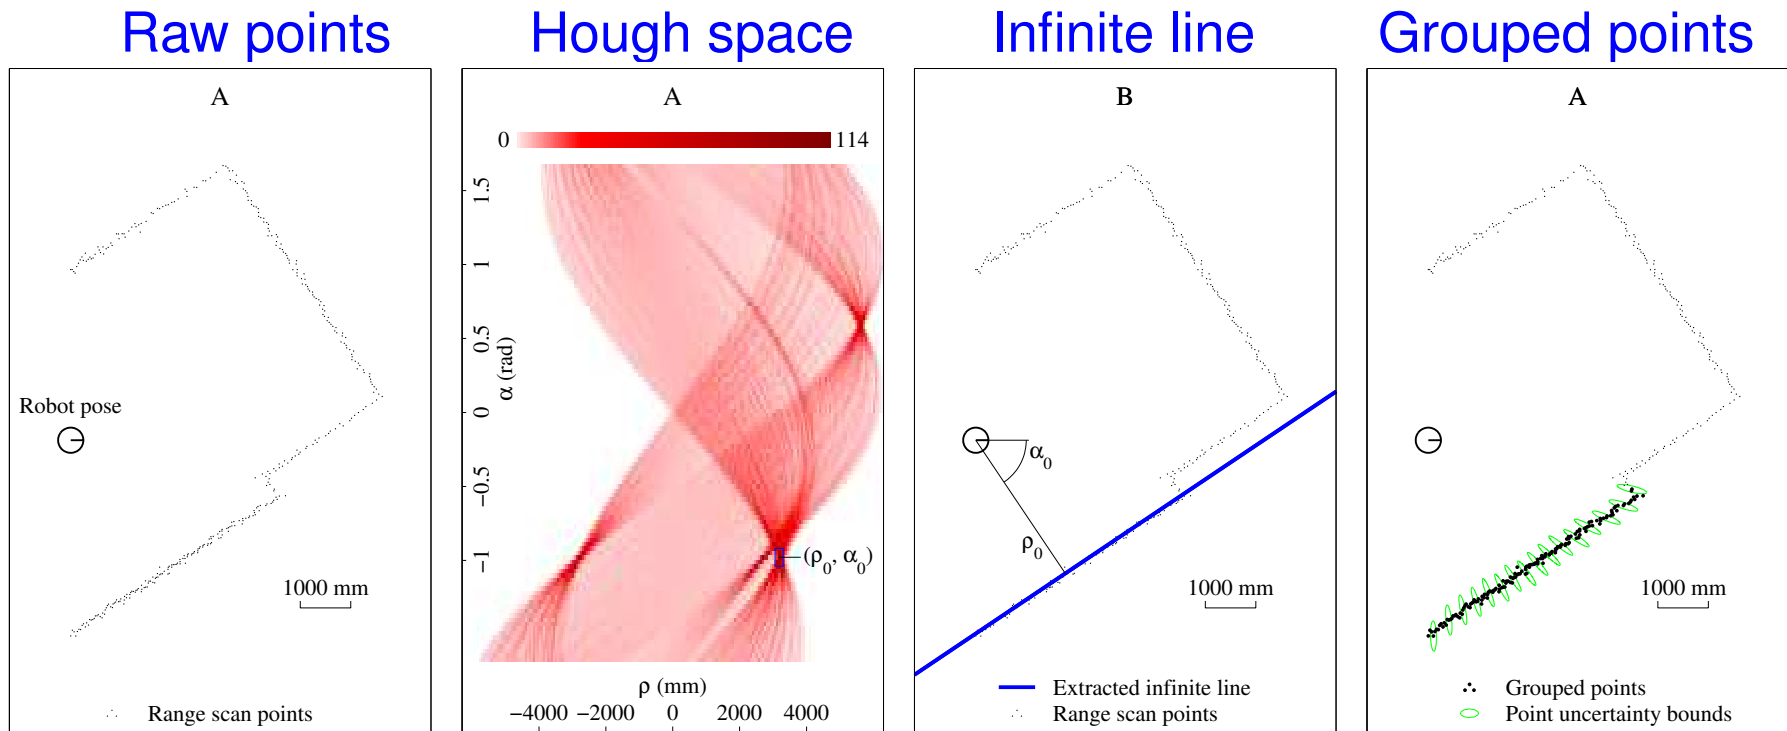 Raw points
Hough space
Infinite line
Grouped points
A
Robot pose
1000 mm
Range scan points
A
0
114
1.5
1
0.5
0
−0.5
−1
α (rad)
(ρ0, α0)
ρ (mm)
−4000 −2000 0 2000 4000
B
α0
ρ0
1000 mm
Extracted infinite line
Range scan points
A
1000 mm
Grouped points
Point uncertainty bounds